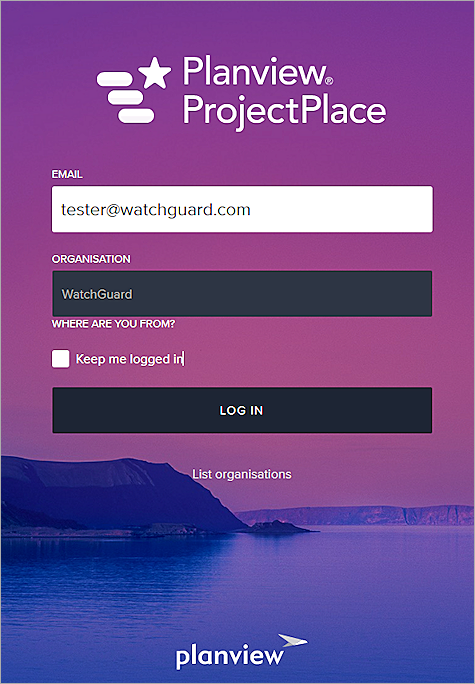 Planview®
ProjectPlace
EMAIL
tester@watchguard.com
ORGANISATION
WatchGuard
WHERE ARE YOU FROM?
Keep me logged in
LOG IN
List organisations
planview